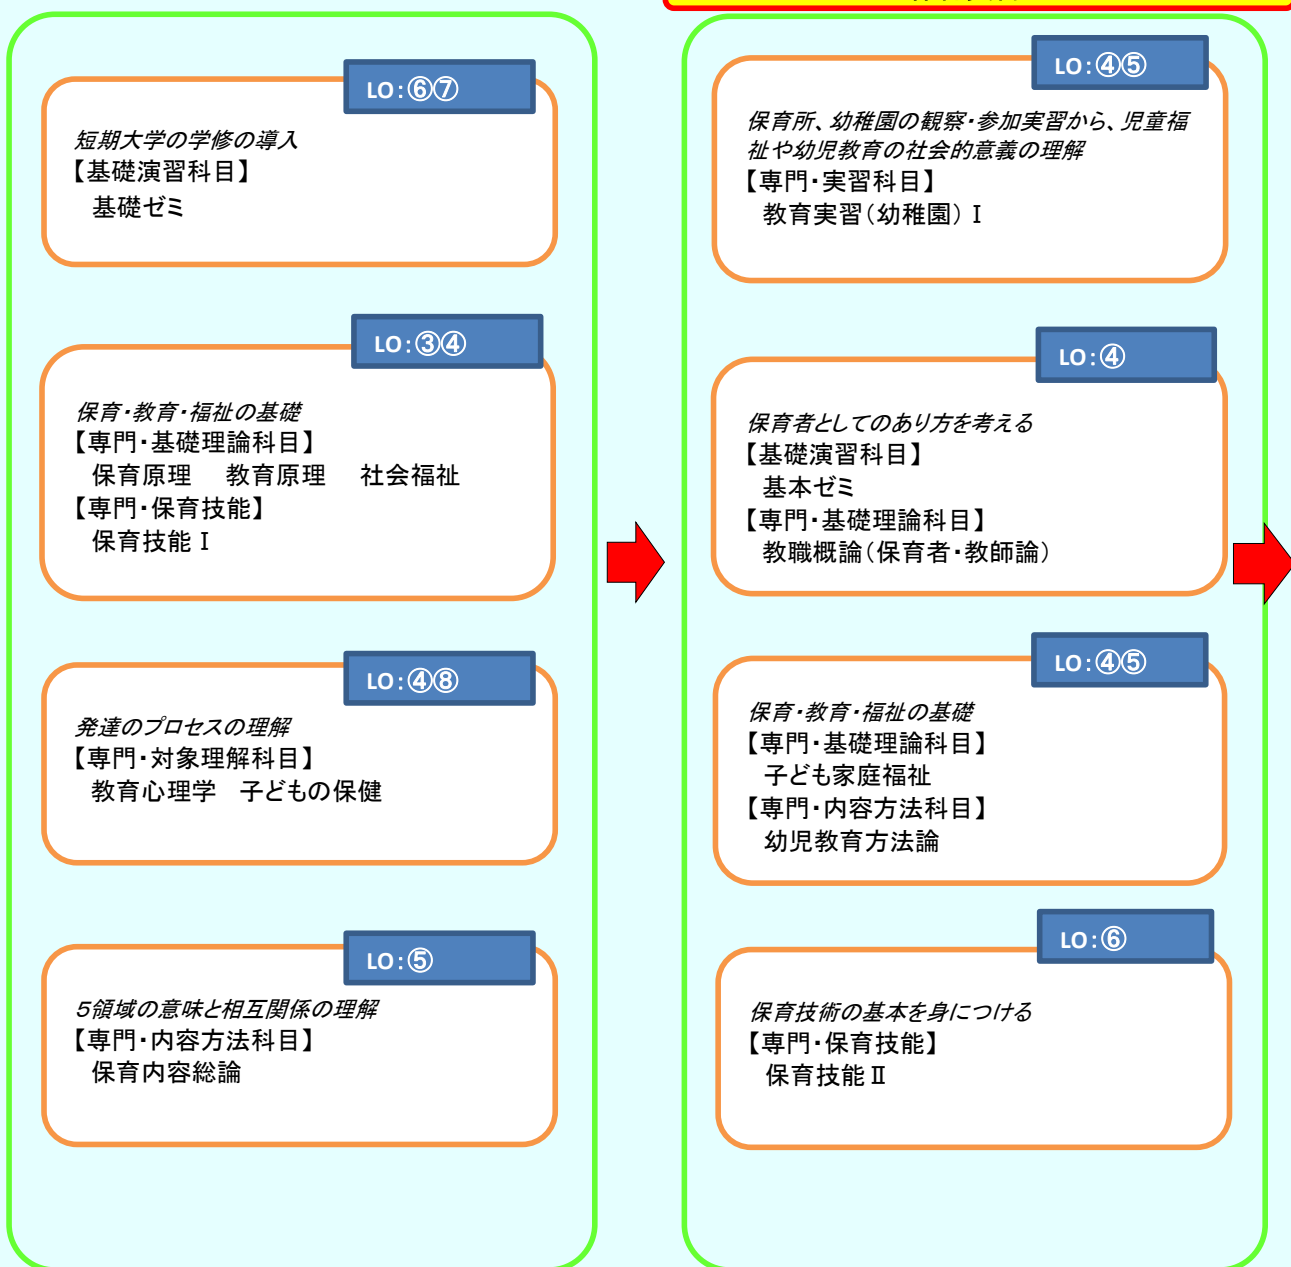 LO:⑥⑦
短期大学の学修の導入
【基礎演習科目】
基礎ゼミ
LO:③④
保育・教育・福祉の基礎
【専門・基礎理論科目】
保育原理 教育原理 社会福祉
【専門・保育技能】
保育技能Ⅰ
LO:④⑧
発達のプロセスの理解
【専門・対象理解科目】
教育心理学 子どもの保健
LO:⑤
5領域の意味と相互関係の理解
【専門・内容方法科目】
保育内容総論
LO:④⑤
保育所、幼稚園の観察・参加実習から、児童福
祉や幼児教育の社会的意義の理解
【専門・実習科目】
教育実習(幼稚園)Ⅰ
LO:④
保育者としてのあり方を考える
【基礎演習科目】
基本ゼミ
【専門・基礎理論科目】
教職概論(保育者・教師論)
LO:④⑤
保育・教育・福祉の基礎
【専門・基礎理論科目】
子ども家庭福祉
【専門・内容方法科目】
幼児教育方法論
LO:⑥
保育技術の基本を身につける
【専門・保育技能】
保育技能Ⅱ